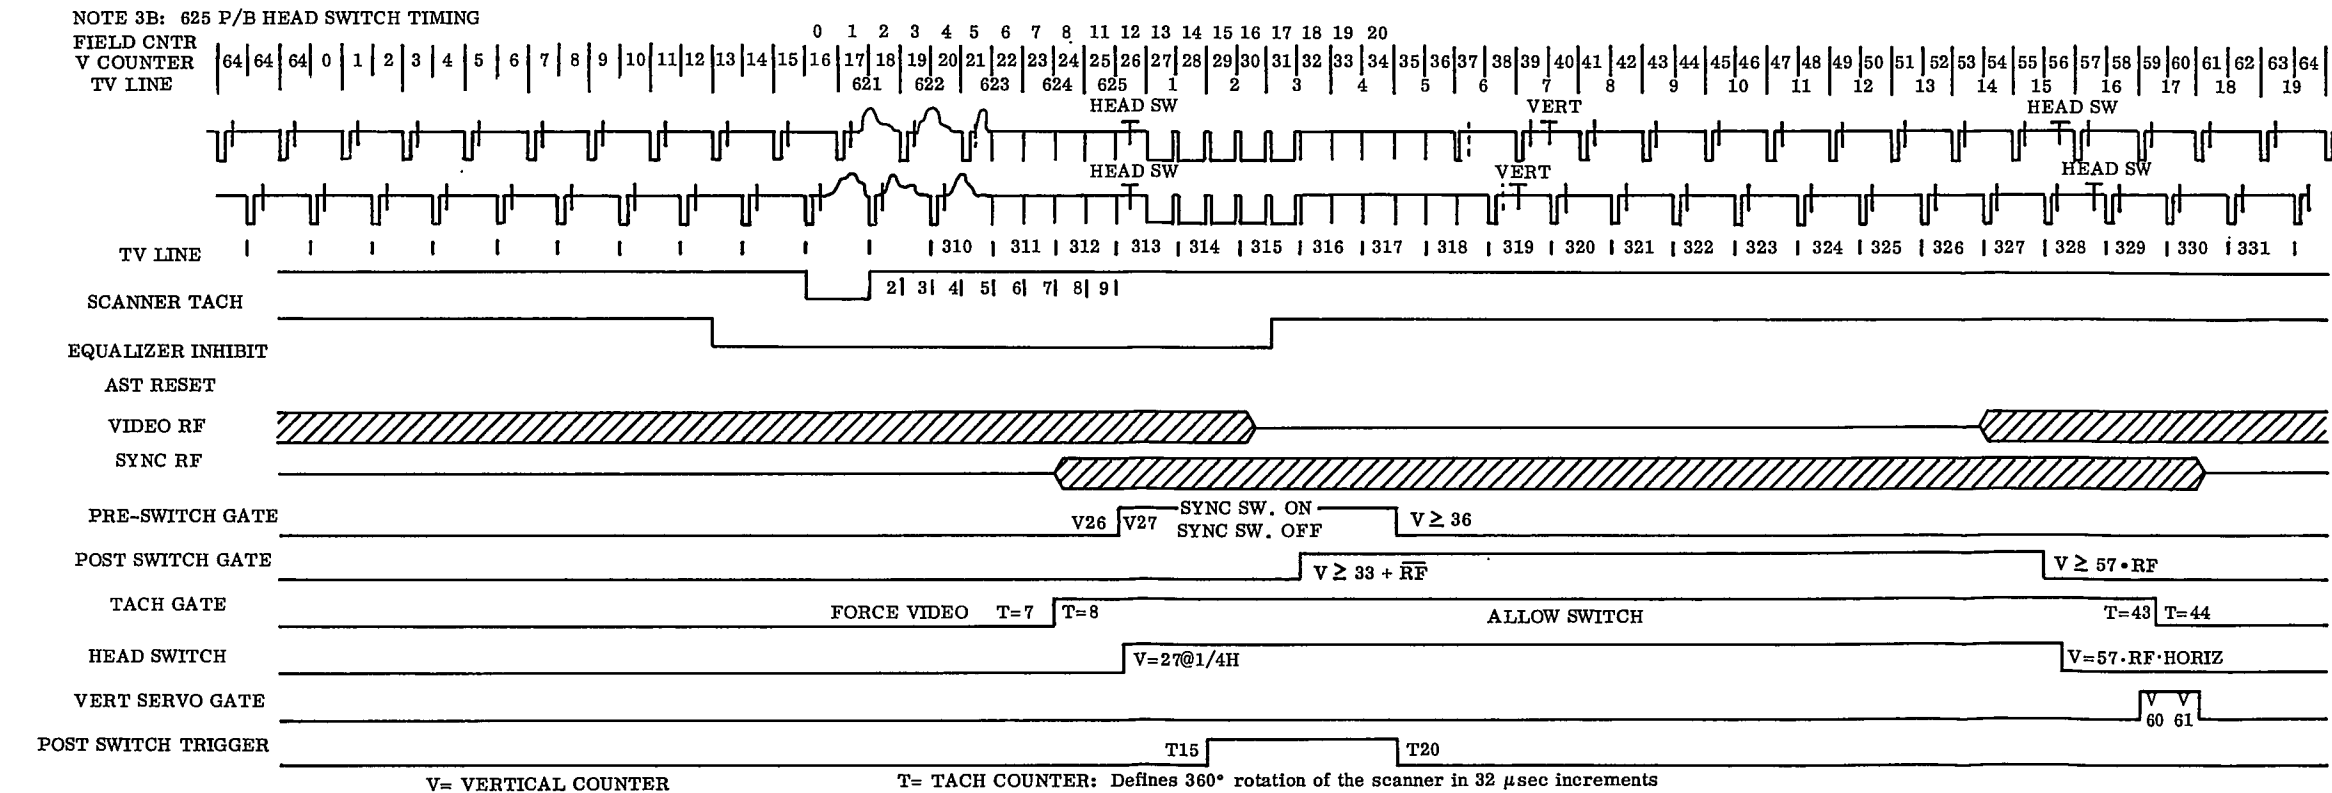 NOTE 3B: 625 P/B HEAD SWITCH TIMING
FIELD CNTR 0 1 2 3 4 5 6 7 8 11 12 13 14 15 16 17 18 19 20
V COUNTER 64 64 64 0 1 2 3 4 5 6 7 8 9 10 11 12 13 14 15 16 17 18 19 20 21 22 23 24 25 26 27 28 29 30 31 32 33 34 35 36 37 38 39 40 41 42 43 44 45 46 47 48 49 50 51 52 53 54 55 56 57 58 59 60 61 62 63 64
TV LINE 621 622 623 624 625 1 2 3 4 5 6 7 8 9 10 11 12 13 14 15 16 17 18 19
HEAD SW VERT HEAD SW
HEAD SW VERT HEAD SW
TV LINE 310 311 312 313 314 315 316 317 318 319 320 321 322 323 324 325 326 327 328 329 330 331
SCANNER TACH 2 3 4 5 6 7 8 9
EQUALIZER INHIBIT
AST RESET
VIDEO RF
SYNC RF
PRE-SWITCH GATE V26 V27 SYNC SW. ON V ≥ 36
SYNC SW. OFF
POST SWITCH GATE V ≥ 33 + R̅F̅ V ≥ 57 • RF
TACH GATE FORCE VIDEO T=7 T=8 ALLOW SWITCH T=43 T=44
HEAD SWITCH V=27@1/4H V=57·RF·HORIZ
VERT SERVO GATE V V
60 61
POST SWITCH TRIGGER T15 T20
V= VERTICAL COUNTER T= TACH COUNTER: Defines 360° rotation of the scanner in 32 μsec increments